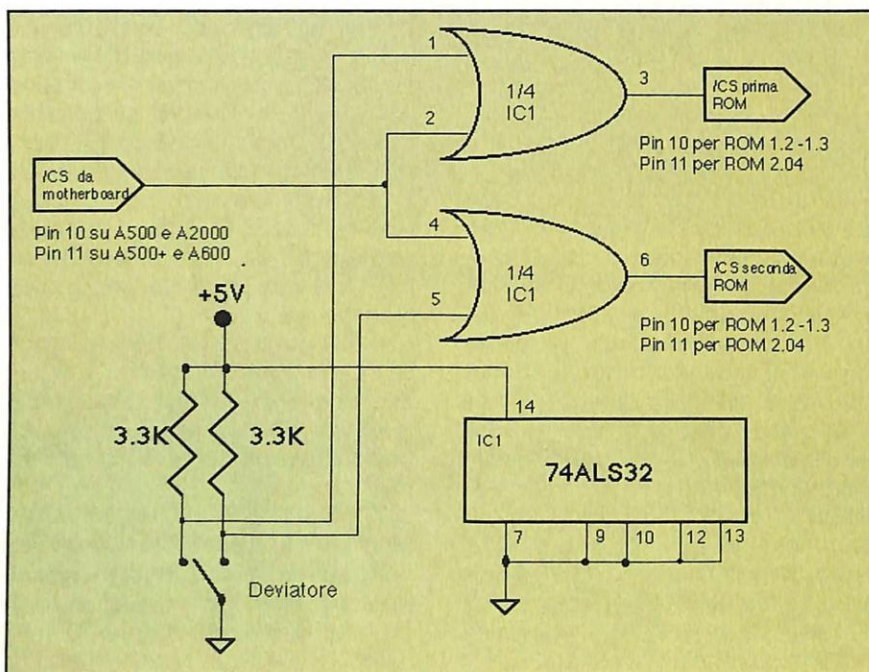 1
2
1/4
IC1
3
/CS prima
ROM
Pin 10 per ROM 1.2 -1.3
Pin 11 per ROM 2.04
/CS da
motherboard
Pin 10 su A500 e A2000
Pin 11 su A500+ e A600
4
5
1/4
IC1
6
/CS seconda
ROM
Pin 10 per ROM 1.2 -1.3
Pin 11 per ROM 2.04
+5V
3.3K
3.3K
14
IC1
74ALS32
7
9
10
12
13
Deviatore